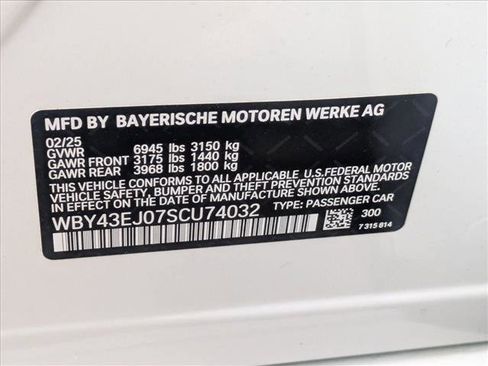 MFD BY BAYERISCHE MOTOREN WERKE AG
02/25
GVWR 6945 lbs 3150 kg
GAWR FRONT 3175 lbs 1440 kg
GAWR REAR 3968 lbs 1800 kg
THIS VEHICLE CONFORMS TO ALL APPLICABLE U.S. FEDERAL MOTOR
VEHICLE SAFETY, BUMPER, AND THEFT PREVENTION STANDARDS
IN EFFECT ON THE DATE OF MANUFACTURE SHOWN ABOVE.
WBY43EJ07SCU74032 TYPE: PASSENGER CAR
300
7 315 814